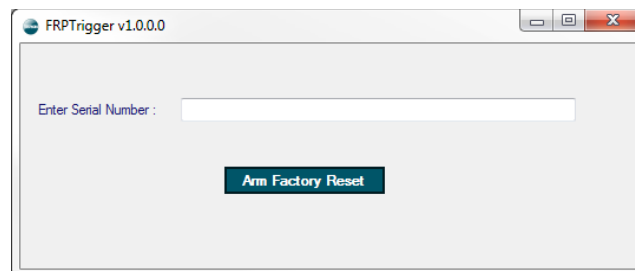 FRPTrigger v1.0.0.0
Enter Serial Number :
Arm Factory Reset